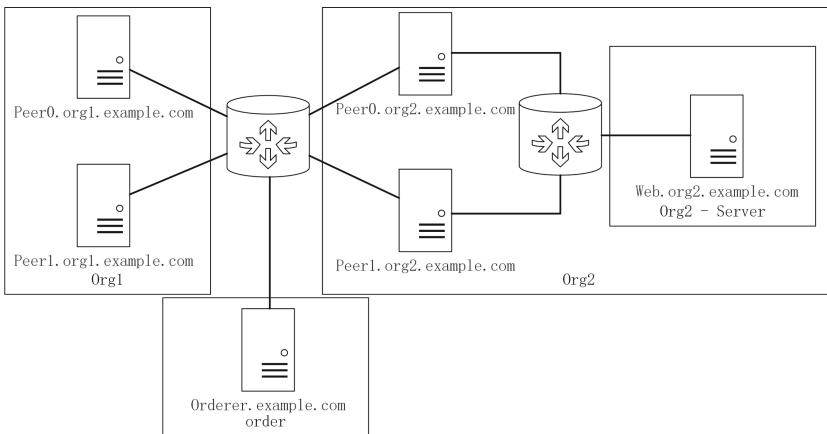 Peer0.org1.example.com
Peer1.org1.example.com
Org1
Peer0.org2.example.com
Peer1.org2.example.com
Web.org2.example.com
Org2 - Server
Org2
Orderer.example.com
order